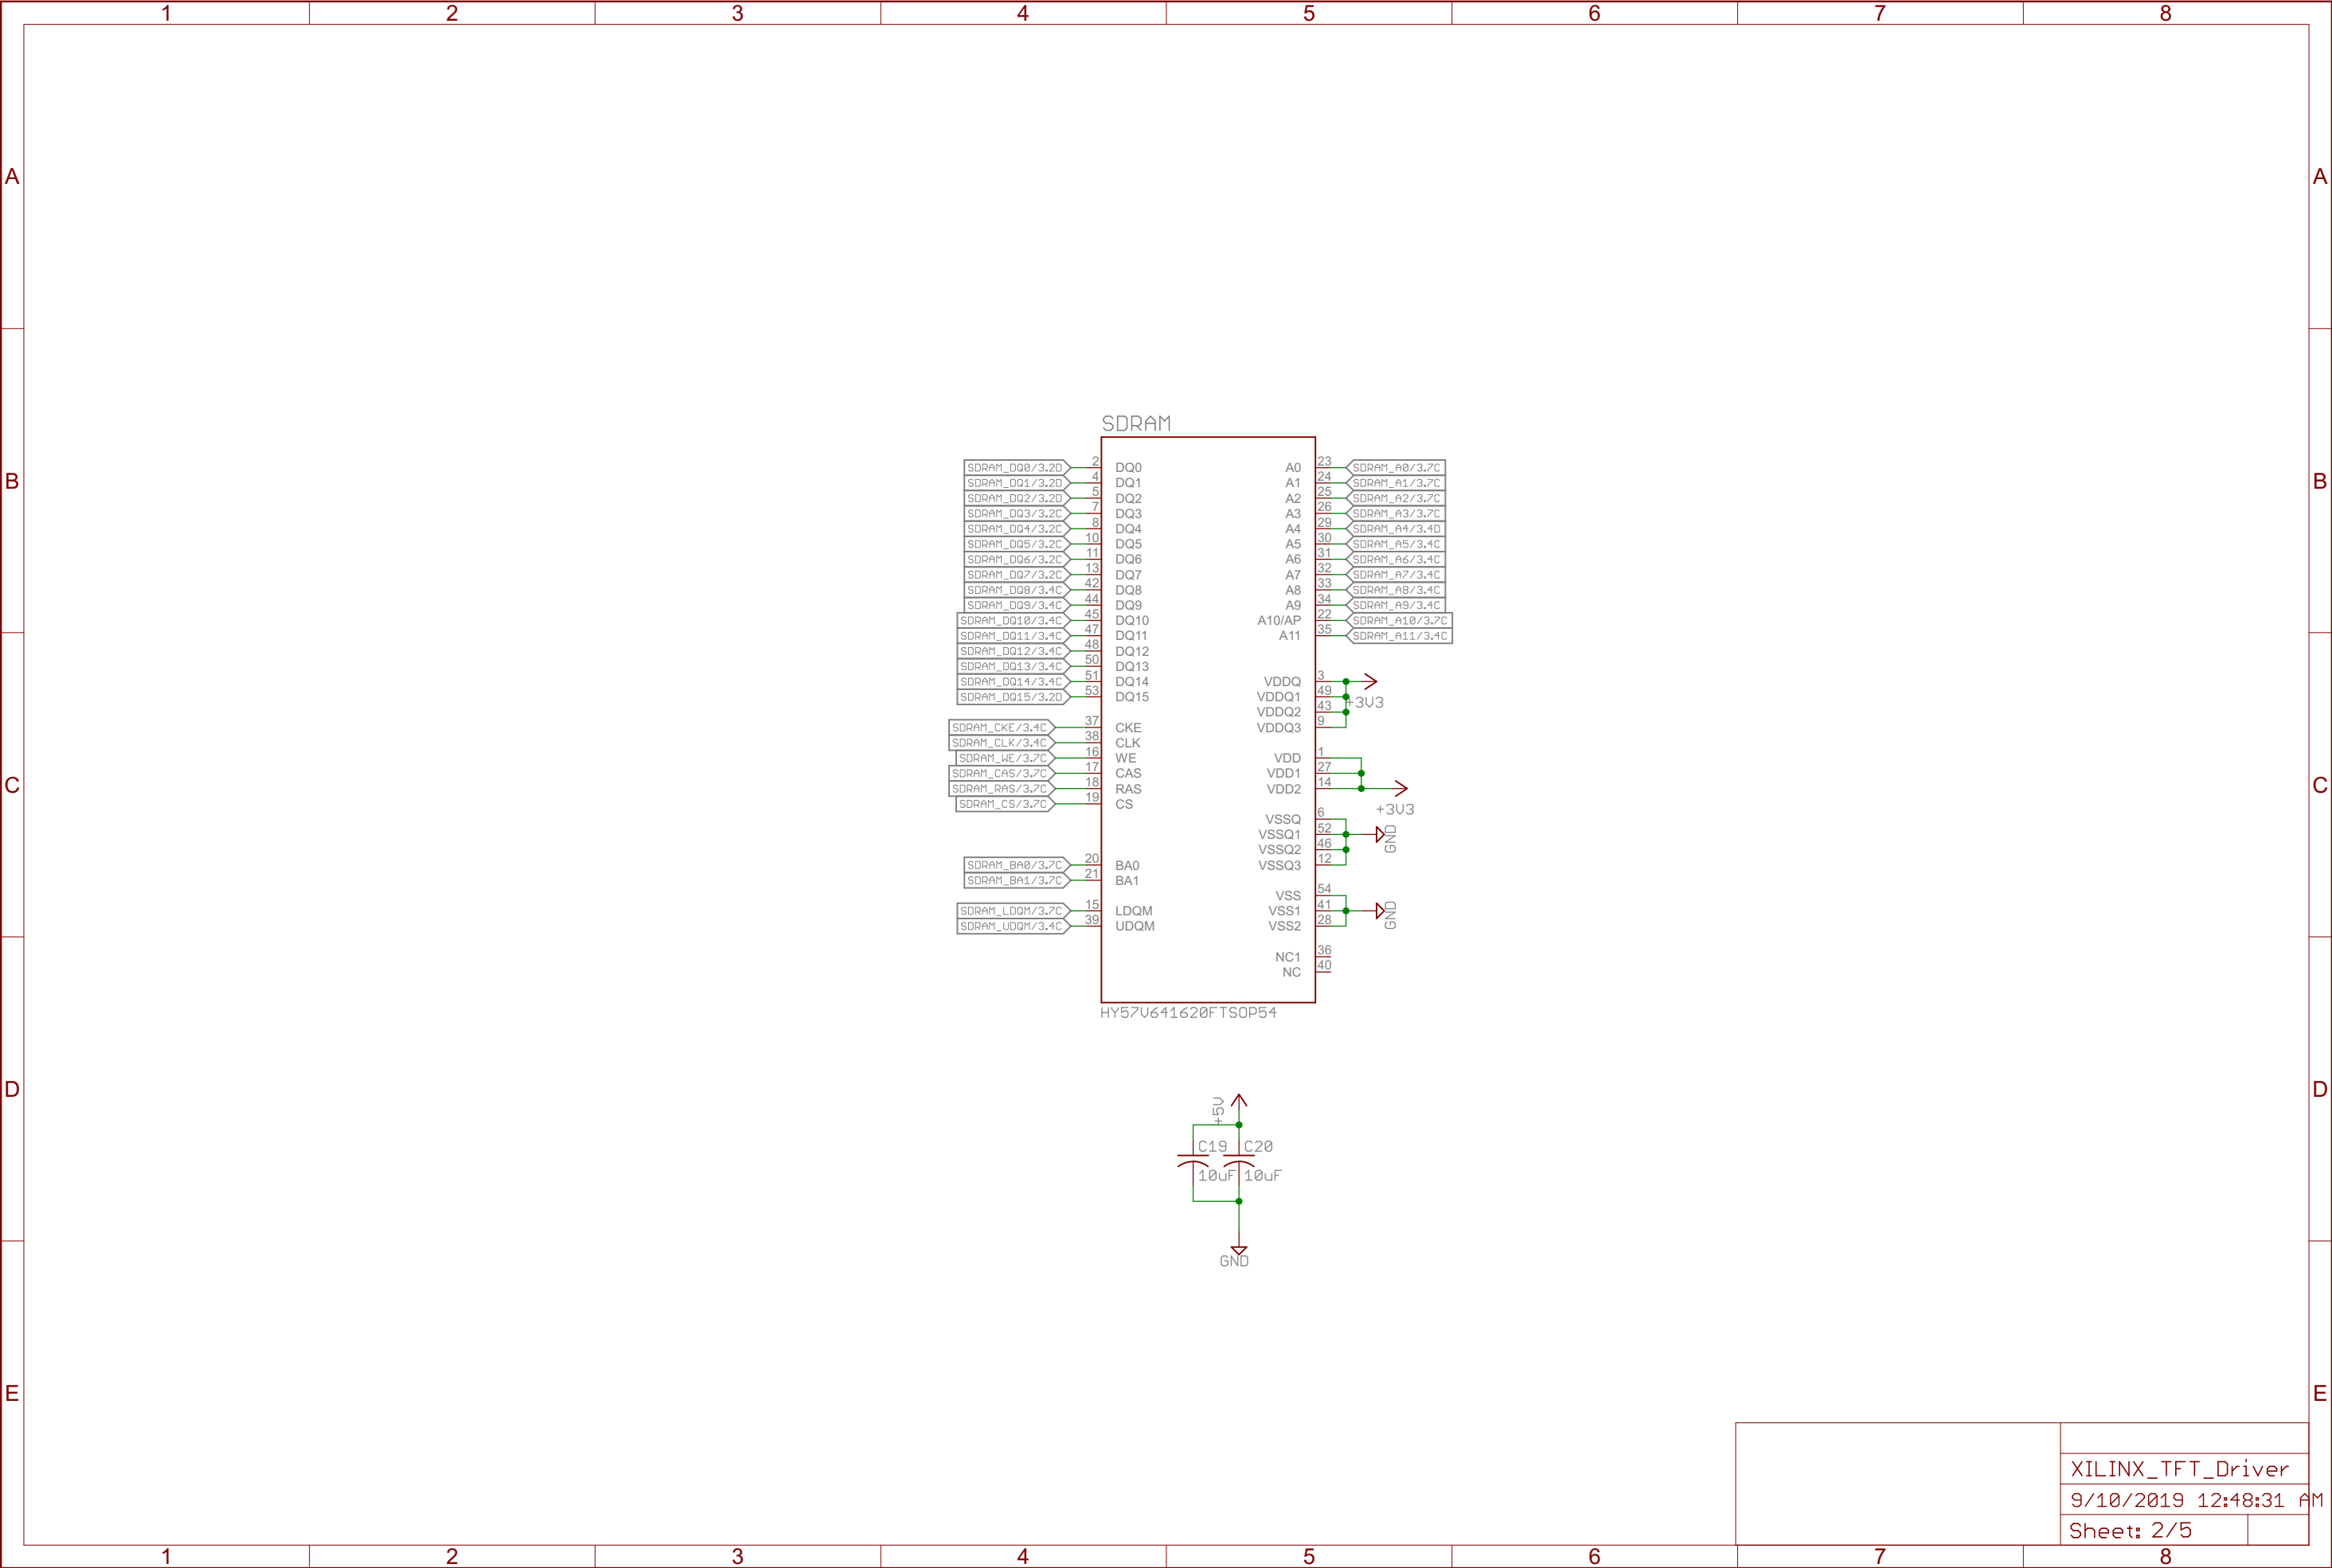 1 2 3 4 5 6 7 8
A A
B B
C C
D D
E E
SDRAM
SDRAM_DQ0/3.2D 2 DQ0 A0 23 SDRAM_A0/3.7C
SDRAM_DQ1/3.2D 4 DQ1 A1 24 SDRAM_A1/3.7C
SDRAM_DQ2/3.2D 5 DQ2 A2 25 SDRAM_A2/3.7C
SDRAM_DQ3/3.2C 7 DQ3 A3 26 SDRAM_A3/3.7C
SDRAM_DQ4/3.2C 8 DQ4 A4 29 SDRAM_A4/3.4D
SDRAM_DQ5/3.2C 10 DQ5 A5 30 SDRAM_A5/3.4C
SDRAM_DQ6/3.2C 11 DQ6 A6 31 SDRAM_A6/3.4C
SDRAM_DQ7/3.2C 13 DQ7 A7 32 SDRAM_A7/3.4C
SDRAM_DQ8/3.4C 42 DQ8 A8 33 SDRAM_A8/3.4C
SDRAM_DQ9/3.4C 44 DQ9 A9 34 SDRAM_A9/3.4C
SDRAM_DQ10/3.4C 45 DQ10 A10/AP 22 SDRAM_A10/3.7C
SDRAM_DQ11/3.4C 47 DQ11 A11 35 SDRAM_A11/3.4C
SDRAM_DQ12/3.4C 48 DQ12
SDRAM_DQ13/3.4C 50 DQ13
SDRAM_DQ14/3.4C 51 DQ14 VDDQ 3
SDRAM_DQ15/3.2D 53 DQ15 VDDQ1 49 +3V3
VDDQ2 43
SDRAM_CKE/3.4C 37 CKE VDDQ3 9
SDRAM_CLK/3.4C 38 CLK
SDRAM_WE/3.7C 16 WE VDD 1
SDRAM_CAS/3.7C 17 CAS VDD1 27
SDRAM_RAS/3.7C 18 RAS VDD2 14
SDRAM_CS/3.7C 19 CS +3V3
VSSQ 6
VSSQ1 52 GND
VSSQ2 46
SDRAM_BA0/3.7C 20 BA0 VSSQ3 12
SDRAM_BA1/3.7C 21 BA1
VSS 54
SDRAM_LDQM/3.7C 15 LDQM VSS1 41 GND
SDRAM_UDQM/3.4C 39 UDQM VSS2 28
NC1 36
NC 40
HY57V641620FTSOP54
+5V
C19 C20
10uF 10uF
GND
XILINX_TFT_Driver
9/10/2019 12:48:31 AM
Sheet: 2/5
1 2 3 4 5 6 7 8